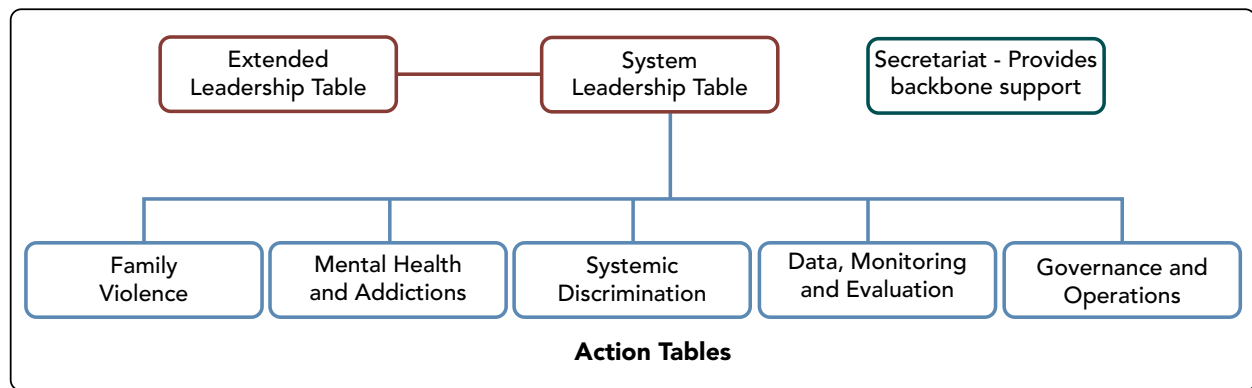 Extended
Leadership Table
System
Leadership Table
Secretariat - Provides
backbone support
Family
Violence
Mental Health
and Addictions
Systemic
Discrimination
Data, Monitoring
and Evaluation
Governance and
Operations
Action Tables